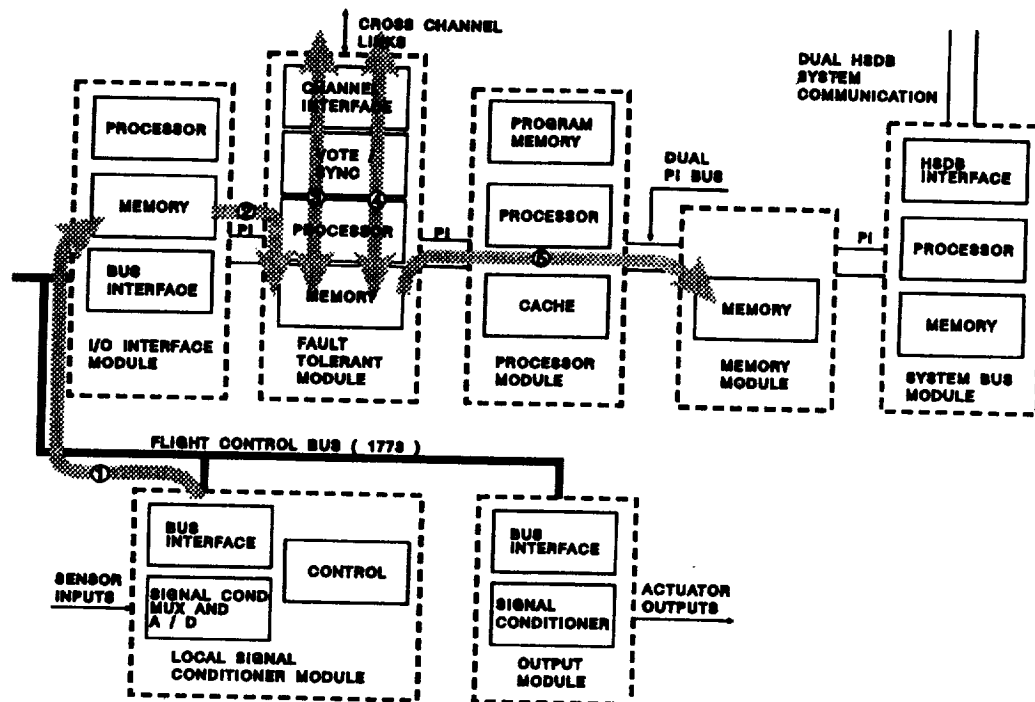 CROSS CHANNEL
LINKS
DUAL HSDB
SYSTEM
COMMUNICATION
PROCESSOR
MEMORY
BUS
INTERFACE
I/O INTERFACE
MODULE
2
PI
CHANNEL
INTERFACE
VOTE /
SYNC
3
4
PROCESSOR
MEMORY
FAULT
TOLERANT
MODULE
PI
PROGRAM
MEMORY
PROCESSOR
5
CACHE
PROCESSOR
MODULE
DUAL
PI BUS
MEMORY
MEMORY
MODULE
PI
HSDB
INTERFACE
PROCESSOR
MEMORY
SYSTEM BUS
MODULE
FLIGHT CONTROL BUS ( 1773 )
1
SENSOR
INPUTS
BUS
INTERFACE
CONTROL
SIGNAL COND
MUX AND
A / D
LOCAL SIGNAL
CONDITIONER MODULE
BUS
INTERFACE
SIGNAL
CONDITIONER
OUTPUT
MODULE
ACTUATOR
OUTPUTS